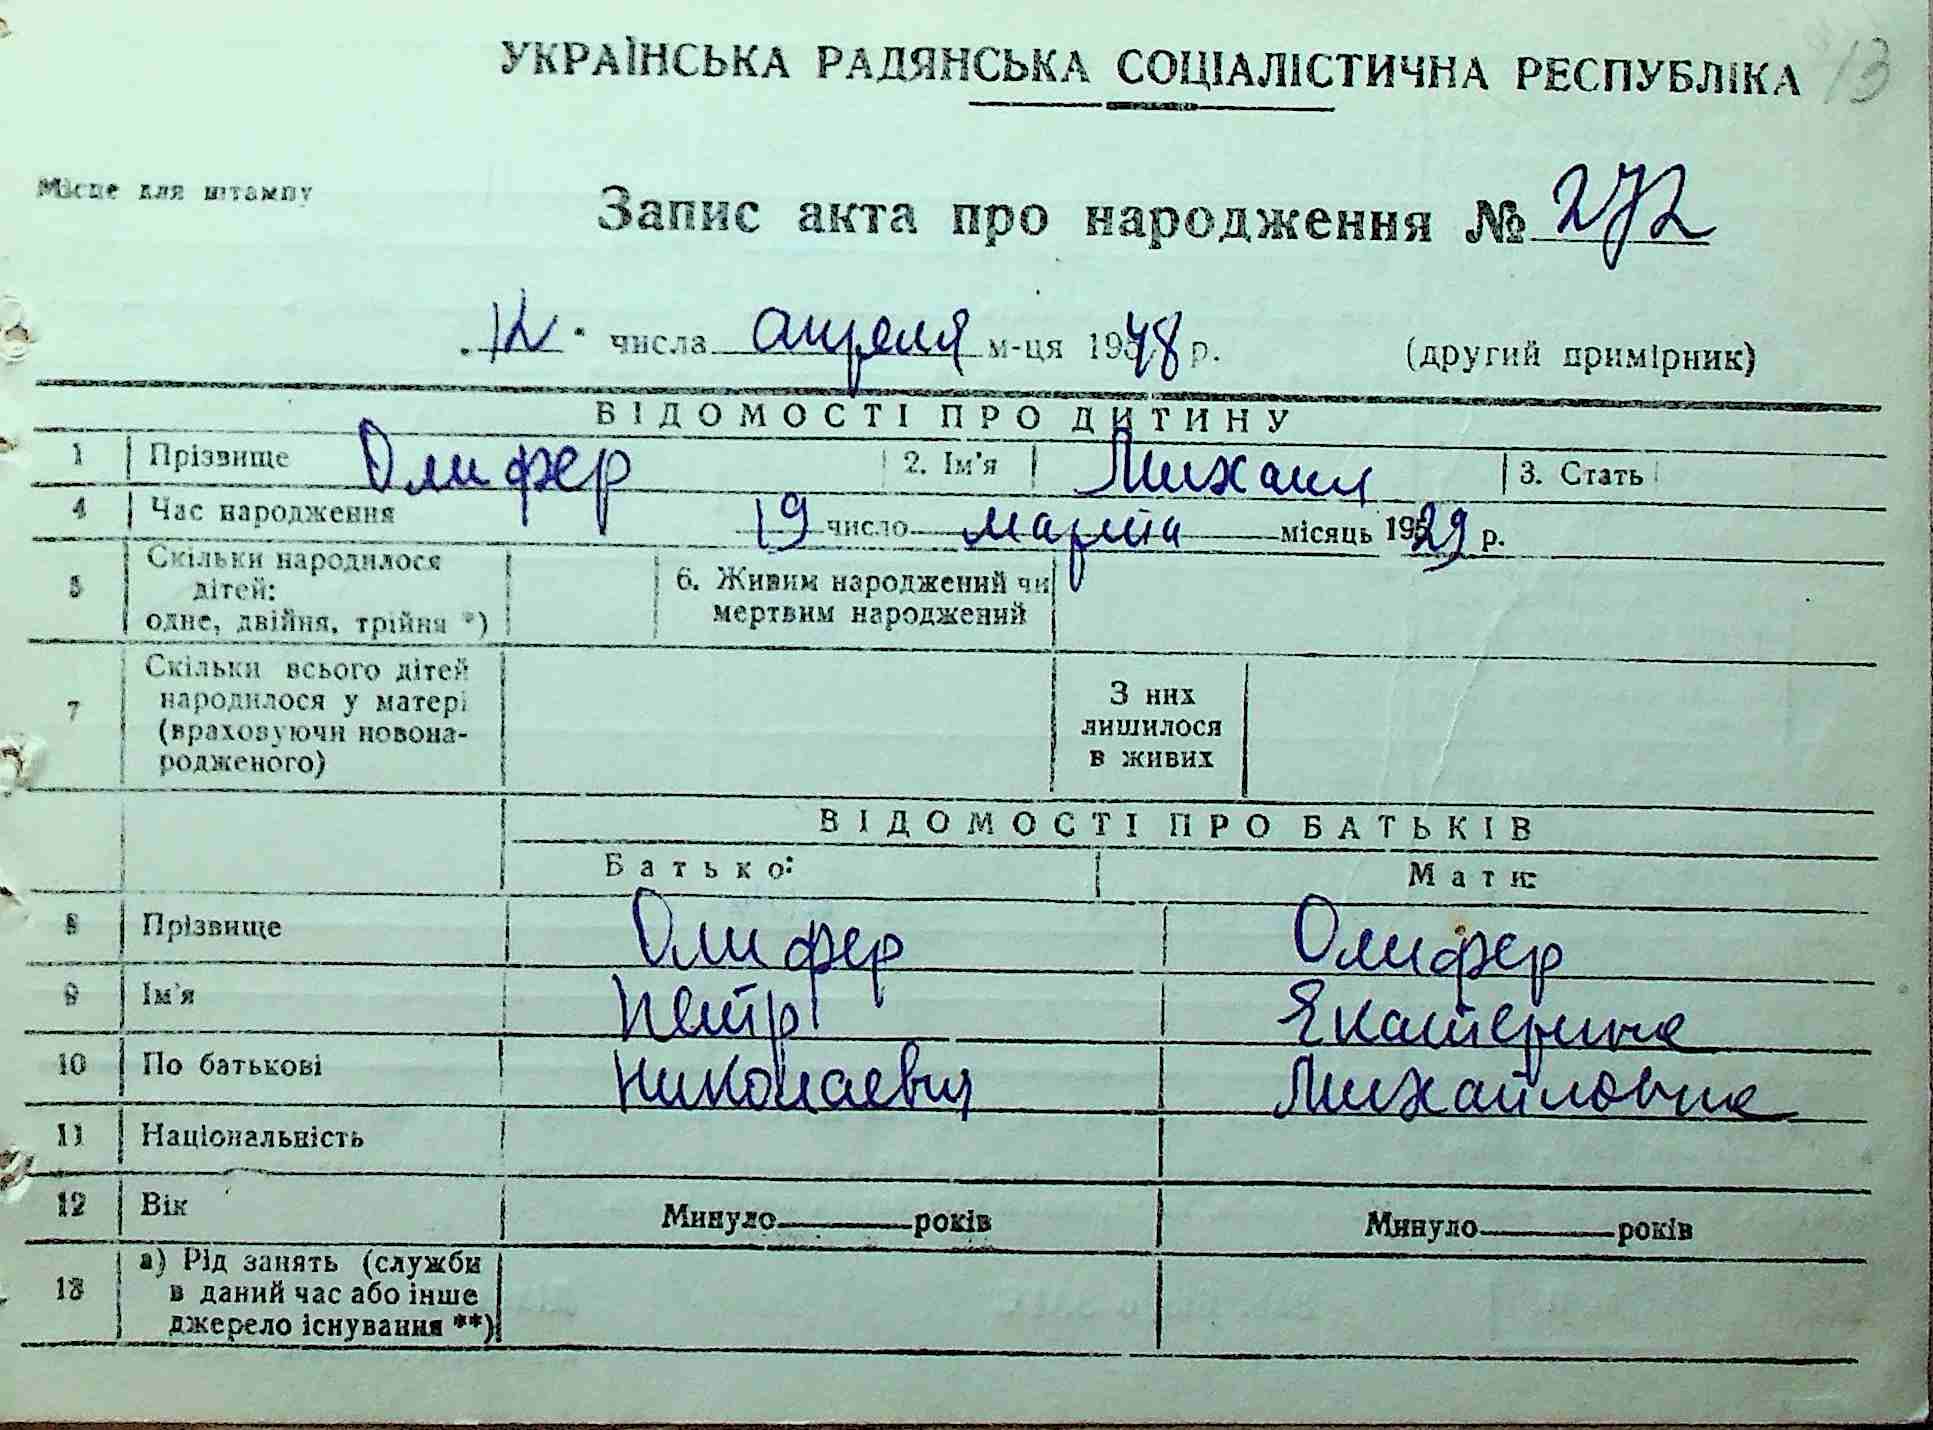 13
УКРАЇНСЬКА РАДЯНСЬКА СОЦІАЛІСТИЧНА РЕСПУБЛІКА
Місце для штампу
Запис акта про народження № 272
"12" числа апреля м-ця 1948 р. (другий примірник)
ВІДОМОСТІ ПРО ДИТИНУ
1 Прізвище Олифер 2. Ім'я Михаил 3. Стать
4 Час народження 19 число марта місяць 1929 р.
5 Скільки народилося дітей: одне, двійня, трійня *) 6. Живим народжений чи мертвим народжений
7 Скільки всього дітей народилося у матері (враховуючи новона-родженого) З них лишилося в живих
ВІДОМОСТІ ПРО БАТЬКІВ
Батько: Мати:
8 Прізвище Олифер Олифер
9 Ім'я Петр Екатерина
10 По батькові Николаевич Михайловна
11 Національність
12 Вік Минуло років Минуло років
13 а) Рід занять (служби в даний час або інше джерело існування **)